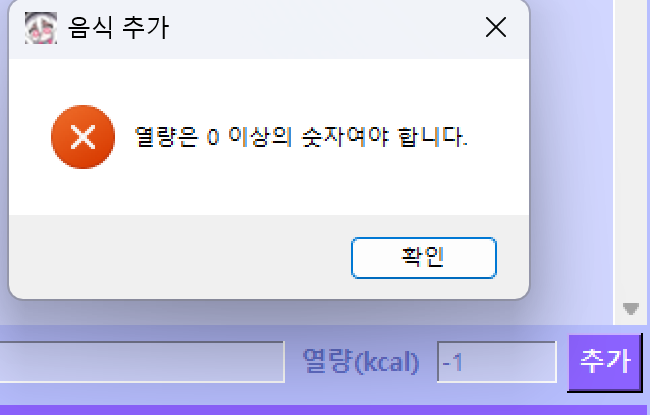 음식 추가
열량은 0 이상의 숫자여야 합니다.
확인
열량(kcal) -1 추가